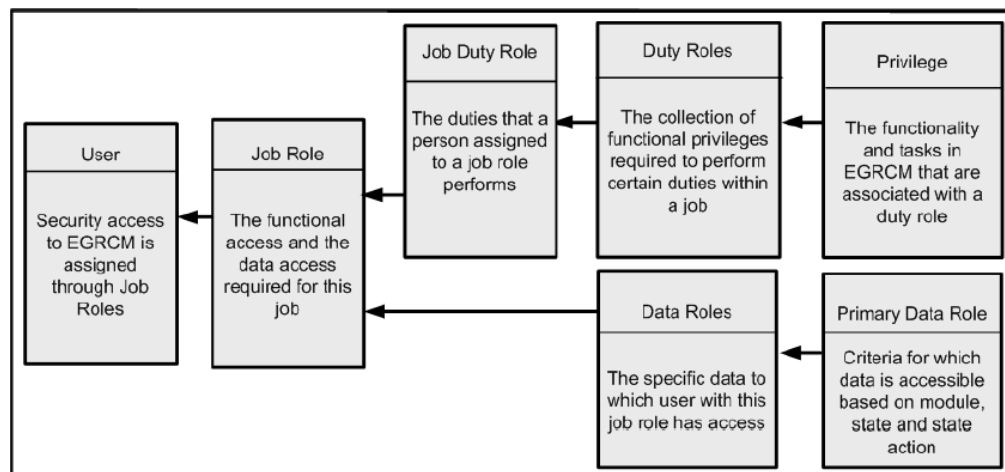 User
Security access
to EGRCM is
assigned
through Job
Roles
Job Role
The functional
access and the
data access
required for this
job
Job Duty Role
The duties that a
person assigned
to a job role
performs
Duty Roles
The collection of
functional privileges
required to perform
certain duties within
a job
Privilege
The functionality
and tasks in
EGRCM that are
associated with a
duty role
Data Roles
The specific data to
which user with this
job role has access
Primary Data Role
Criteria for which
data is accessible
based on module,
state and state
action